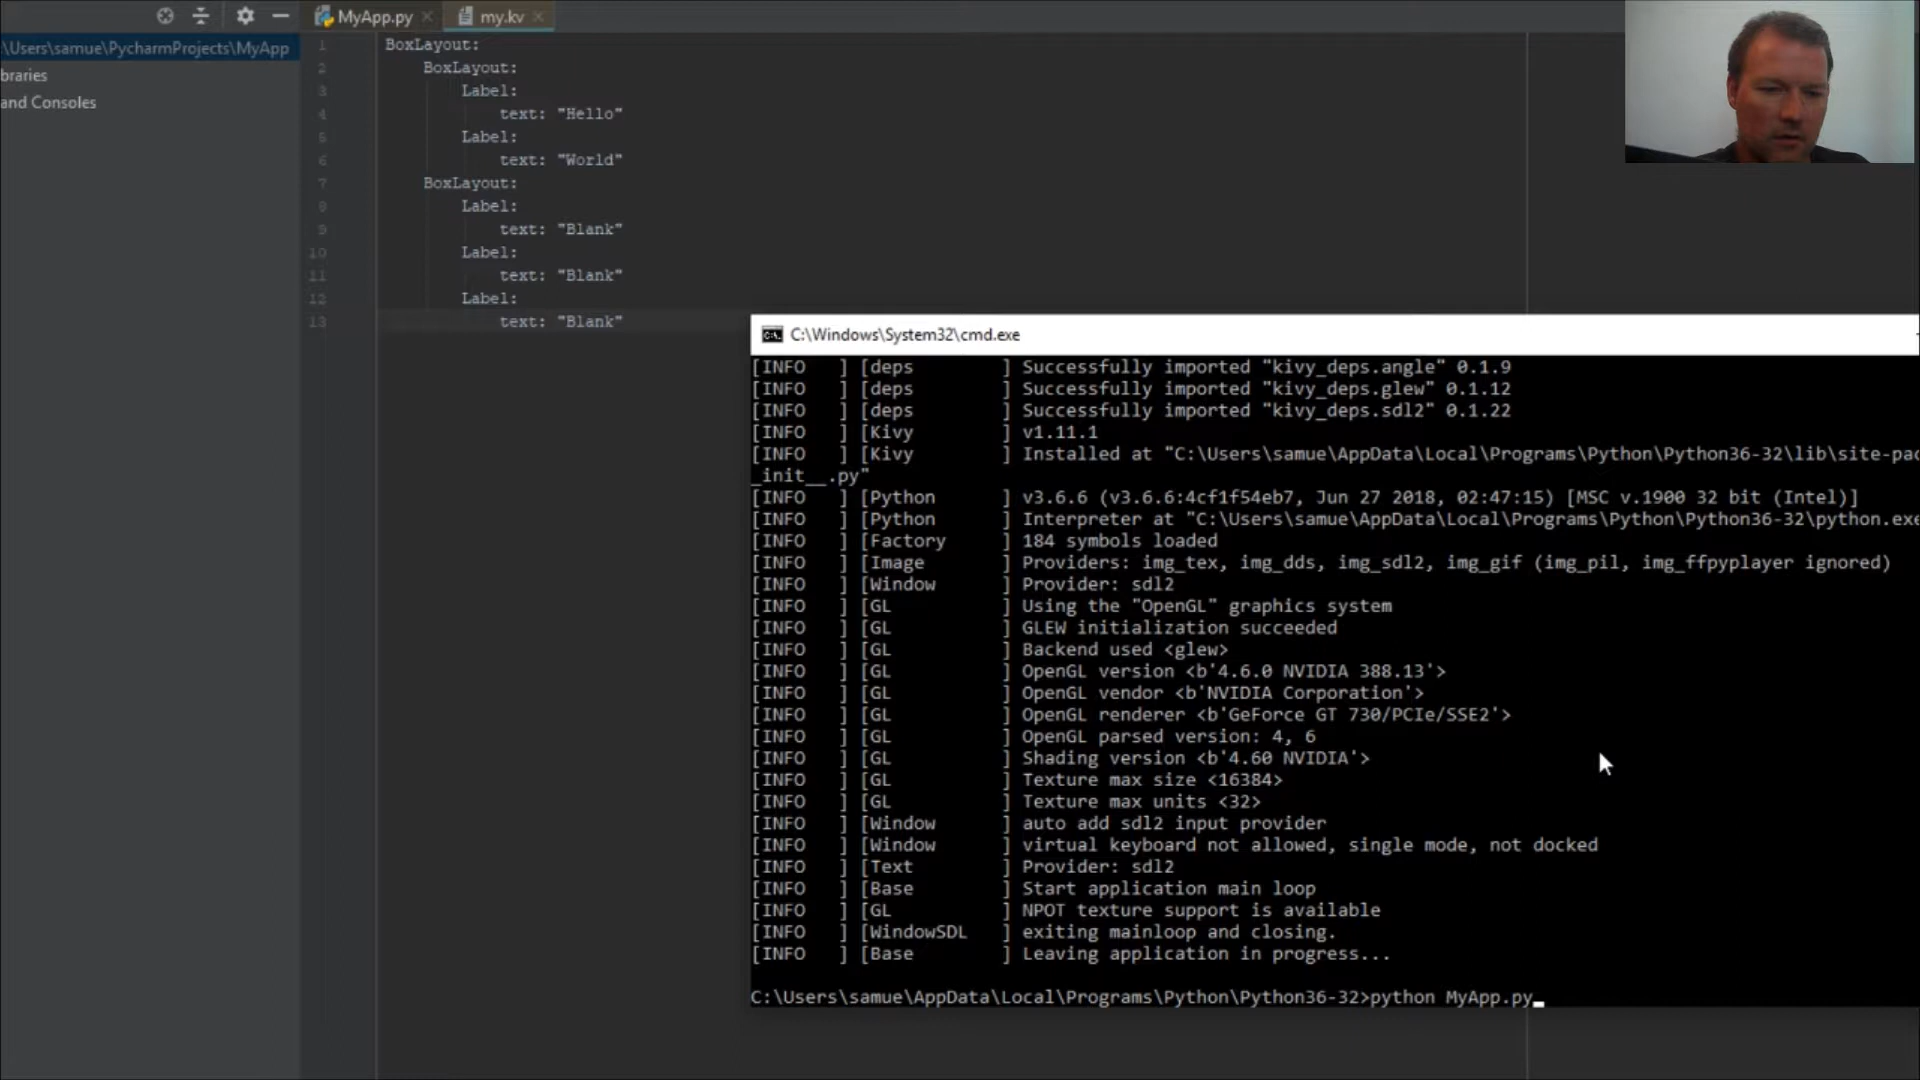 MyApp.py
my.kv
\Users\samue\PycharmProjects\MyApp
braries
and Consoles
1 BoxLayout:
2 BoxLayout:
3 Label:
4 text: "Hello"
5 Label:
6 text: "World"
7 BoxLayout:
8 Label:
9 text: "Blank"
10 Label:
11 text: "Blank"
12 Label:
13 text: "Blank"
C:\Windows\System32\cmd.exe
[INFO   ] [deps        ] Successfully imported "kivy_deps.angle" 0.1.9
[INFO   ] [deps        ] Successfully imported "kivy_deps.glew" 0.1.12
[INFO   ] [deps        ] Successfully imported "kivy_deps.sdl2" 0.1.22
[INFO   ] [Kivy        ] v1.11.1
[INFO   ] [Kivy        ] Installed at "C:\Users\samue\AppData\Local\Programs\Python\Python36-32\lib\site-pac
_init__.py"
[INFO   ] [Python      ] v3.6.6 (v3.6.6:4cf1f54eb7, Jun 27 2018, 02:47:15) [MSC v.1900 32 bit (Intel)]
[INFO   ] [Python      ] Interpreter at "C:\Users\samue\AppData\Local\Programs\Python\Python36-32\python.exe
[INFO   ] [Factory     ] 184 symbols loaded
[INFO   ] [Image       ] Providers: img_tex, img_dds, img_sdl2, img_gif (img_pil, img_ffpyplayer ignored)
[INFO   ] [Window      ] Provider: sdl2
[INFO   ] [GL          ] Using the "OpenGL" graphics system
[INFO   ] [GL          ] GLEW initialization succeeded
[INFO   ] [GL          ] Backend used <glew>
[INFO   ] [GL          ] OpenGL version <b'4.6.0 NVIDIA 388.13'>
[INFO   ] [GL          ] OpenGL vendor <b'NVIDIA Corporation'>
[INFO   ] [GL          ] OpenGL renderer <b'GeForce GT 730/PCIe/SSE2'>
[INFO   ] [GL          ] OpenGL parsed version: 4, 6
[INFO   ] [GL          ] Shading version <b'4.60 NVIDIA'>
[INFO   ] [GL          ] Texture max size <16384>
[INFO   ] [GL          ] Texture max units <32>
[INFO   ] [Window      ] auto add sdl2 input provider
[INFO   ] [Window      ] virtual keyboard not allowed, single mode, not docked
[INFO   ] [Text        ] Provider: sdl2
[INFO   ] [Base        ] Start application main loop
[INFO   ] [GL          ] NPOT texture support is available
[INFO   ] [WindowSDL   ] exiting mainloop and closing.
[INFO   ] [Base        ] Leaving application in progress...
C:\Users\samue\AppData\Local\Programs\Python\Python36-32>python MyApp.py